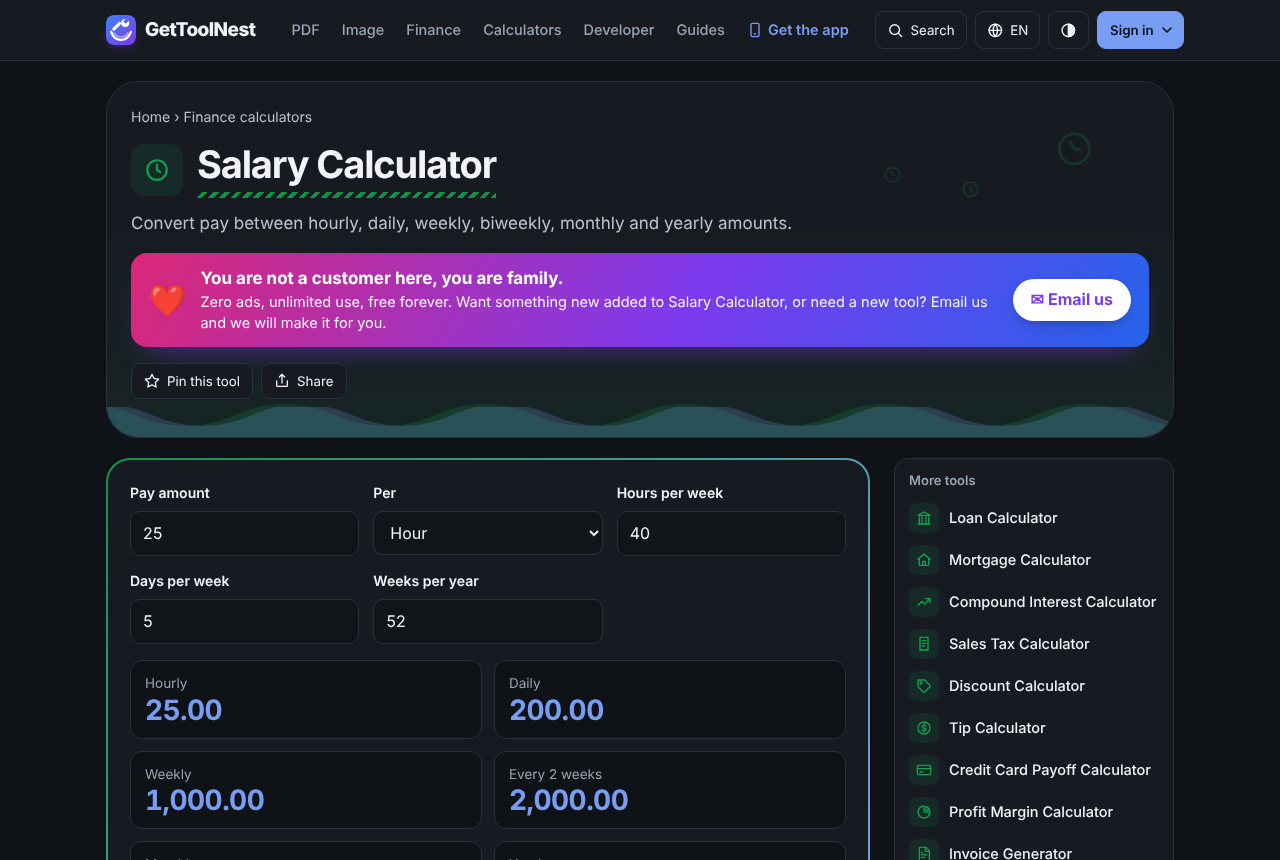 GetToolNest
PDF
Image
Finance
Calculators
Developer
Guides
Get the app
Search
EN
Sign in
Home › Finance calculators
Salary Calculator
Convert pay between hourly, daily, weekly, biweekly, monthly and yearly amounts.
You are not a customer here, you are family.
Zero ads, unlimited use, free forever. Want something new added to Salary Calculator, or need a new tool? Email us
and we will make it for you.
✉ Email us
Pin this tool
Share
Pay amount
Per
Hours per week
25
Hour
40
Days per week
Weeks per year
5
52
Hourly
25.00
Daily
200.00
Weekly
1,000.00
Every 2 weeks
2,000.00
More tools
Loan Calculator
Mortgage Calculator
Compound Interest Calculator
Sales Tax Calculator
Discount Calculator
Tip Calculator
Credit Card Payoff Calculator
Profit Margin Calculator
Invoice Generator